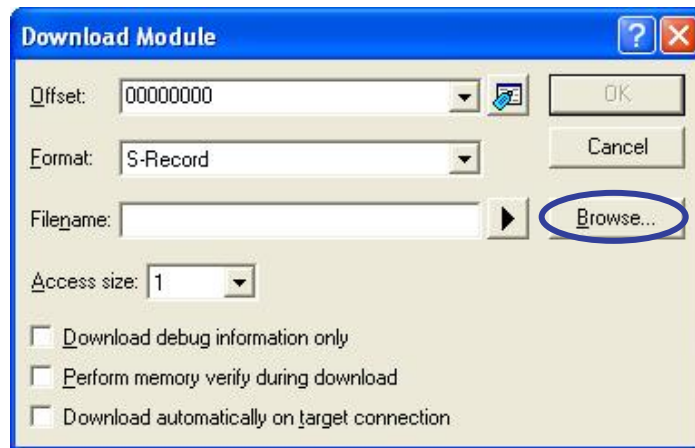 Download Module
Offset: 00000000 OK
Format: S-Record Cancel
Filename: Browse...
Access size: 1
Download debug information only
Perform memory verify during download
Download automatically on target connection